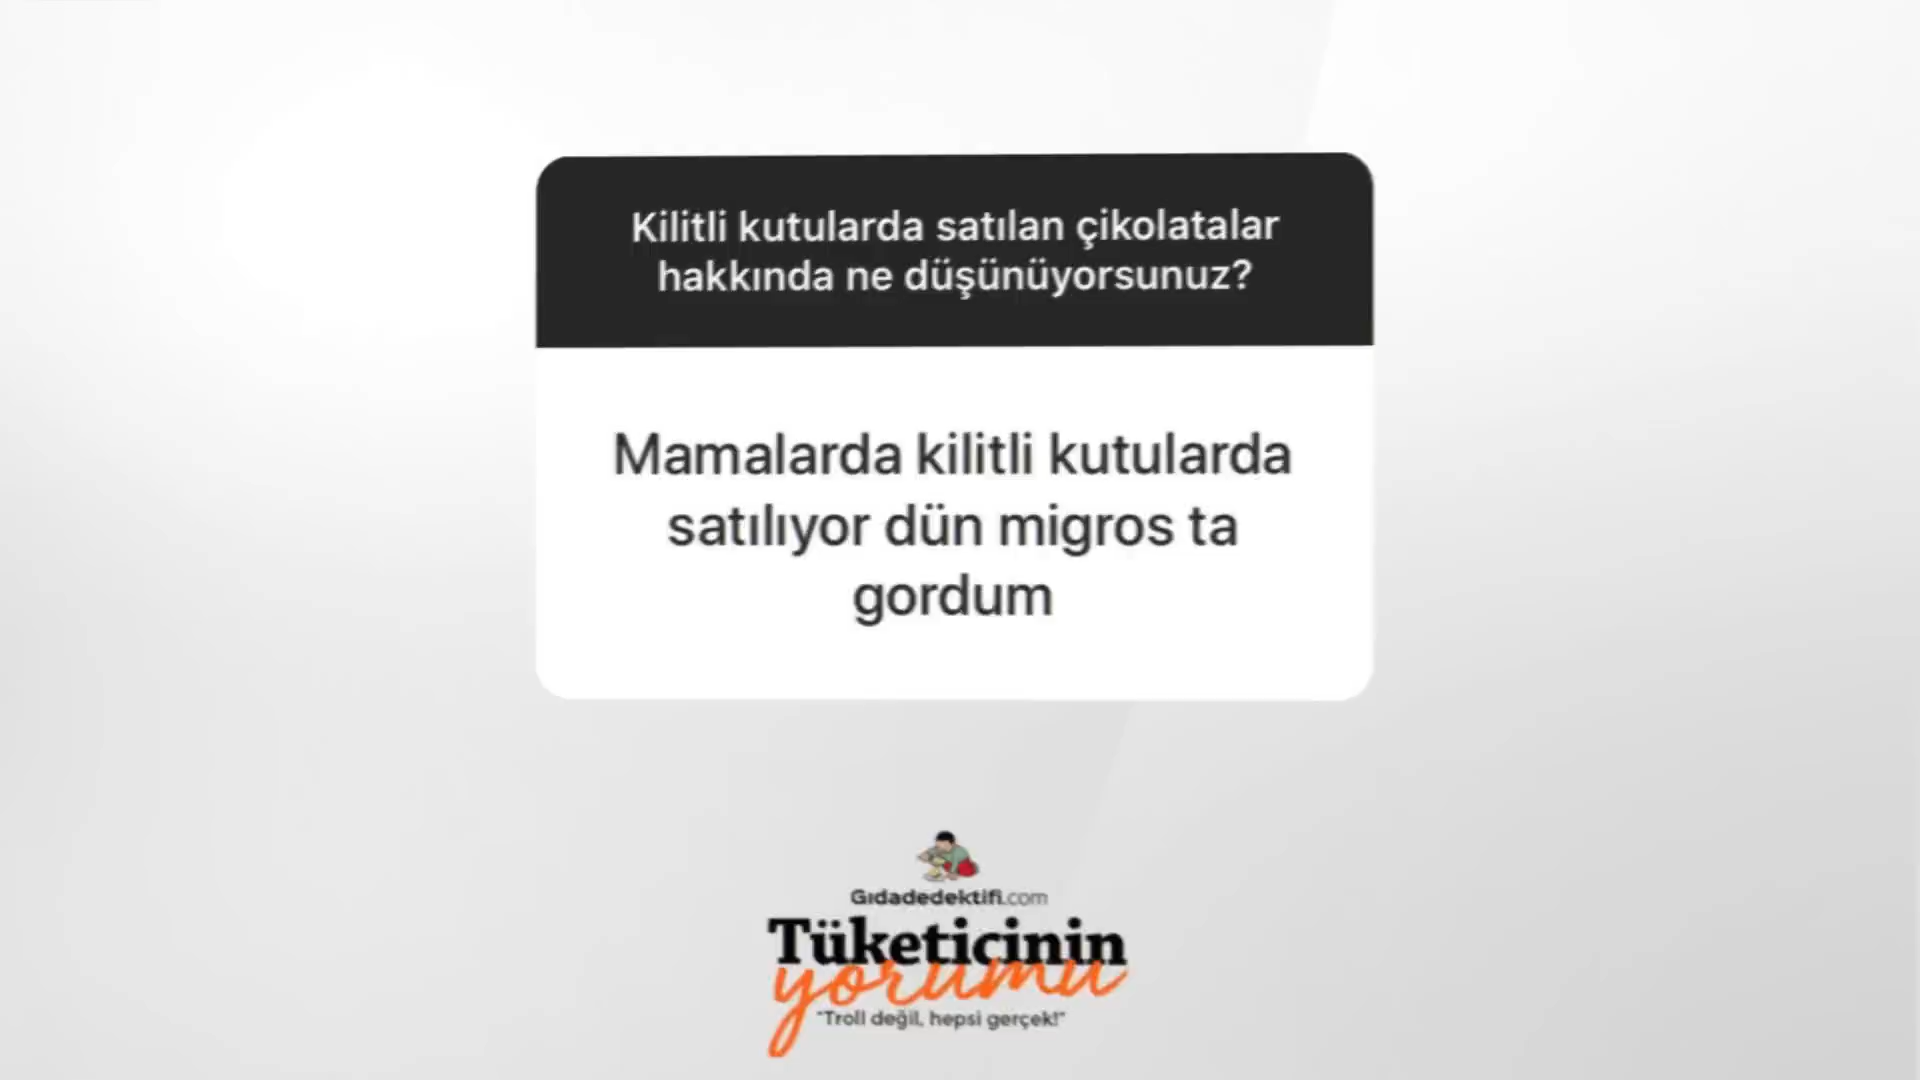 Kilitli kutularda satılan çikolatalar
hakkında ne düşünüyorsunuz?
Mamalarda kilitli kutularda
satılıyor dün migros ta
gordum
Gıdadedektifi.com
Tüketicinin
yorumu
"Troll değil, hepsi gerçek!"